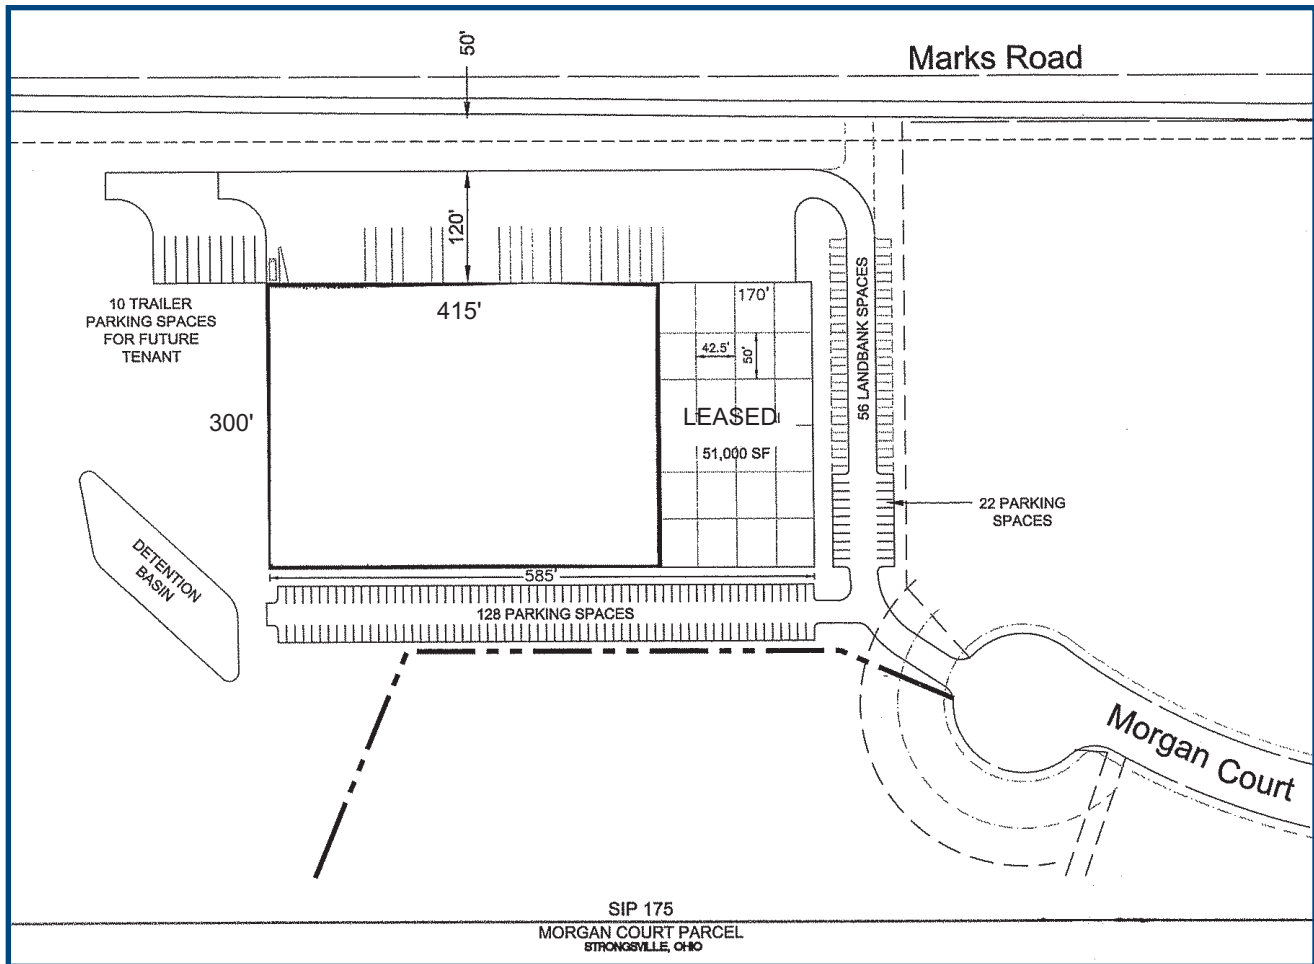 50'
Marks Road
120'
10 TRAILER
PARKING SPACES
FOR FUTURE
TENANT
415'
170'
42.5'
50'
56 LANDBANK SPACES
300'
LEASED
51,000 SF
22 PARKING
SPACES
DETENTION
BASIN
585'
128 PARKING SPACES
Morgan Court
SIP 175
MORGAN COURT PARCEL
STRONGSVILLE, OHIO